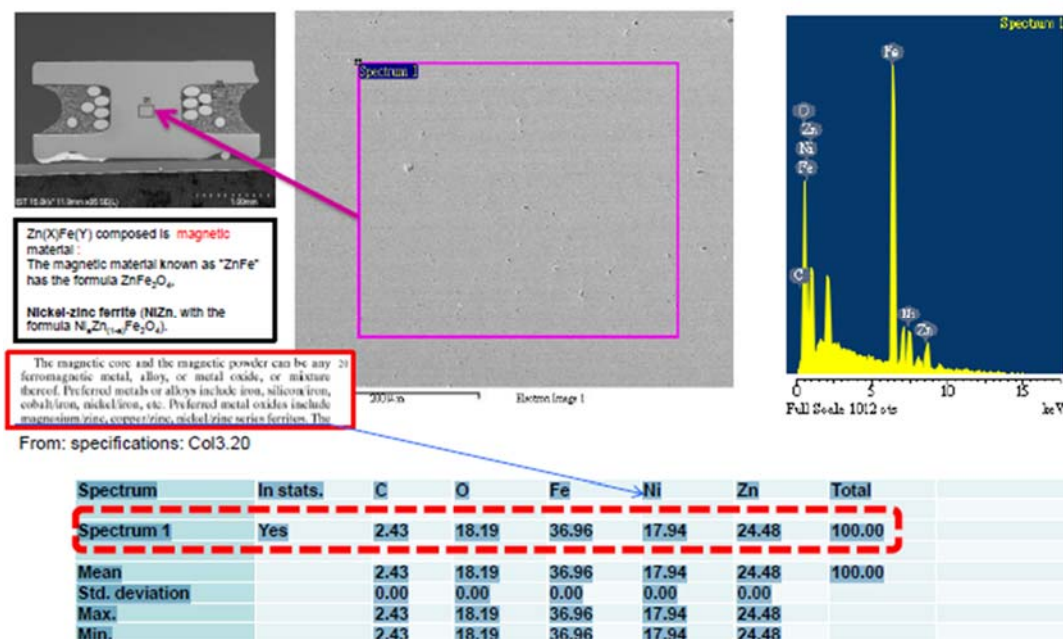 Spectrum 1
Spectrum 1
Fe
O
Zn
Ni
Fe
C
Ni
Zn
0 5 10 15
Full Scale 1012 cts keV
1.00mm
Zn(X)Fe(Y) composed is magnetic
material :
The magnetic material known as "ZnFe"
has the formula ZnFe₂O₄.
Nickel-zinc ferrite (NiZn, with the
formula NiₐZn₍₁₋ₐ₎Fe₂O₄).
200µm Electron Image 1
The magnetic core and the magnetic powder can be any 20
ferromagnetic metal, alloy, or metal oxide, or mixture
thereof. Preferred metals or alloys include iron, silicon/iron,
cobalt/iron, nickel/iron, etc. Preferred metal oxides include
magnesium/zinc, copper/zinc, nickel/zinc series ferrites. The
From: specifications: Col3.20
Spectrum In stats. C O Fe Ni Zn Total
Spectrum 1 Yes 2.43 18.19 36.96 17.94 24.48 100.00
Mean 2.43 18.19 36.96 17.94 24.48 100.00
Std. deviation 0.00 0.00 0.00 0.00 0.00
Max. 2.43 18.19 36.96 17.94 24.48
Min. 2.43 18.19 36.96 17.94 24.48